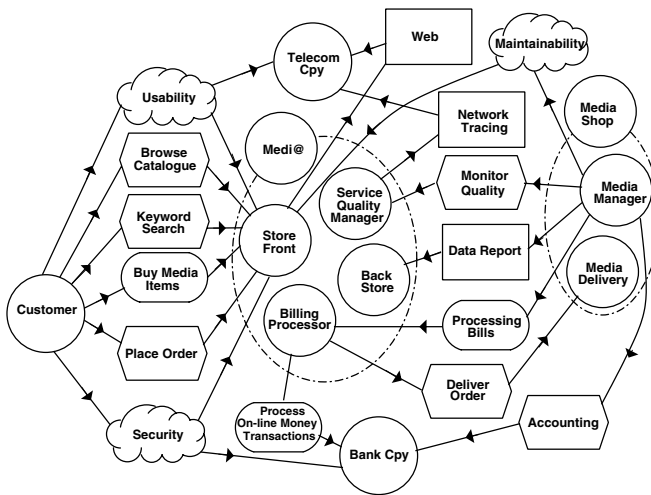 Web
Maintainability
Telecom
Cpy
Usability
Media
Shop
Network
Tracing
Medi@
Browse
Catalogue
Monitor
Quality
Media
Manager
Service
Quality
Manager
Keyword
Search
Store
Front
Data Report
Buy Media
Items
Back
Store
Media
Delivery
Customer
Billing
Processor
Processing
Bills
Place Order
Deliver
Order
Process
On-line Money
Transactions
Accounting
Security
Bank Cpy